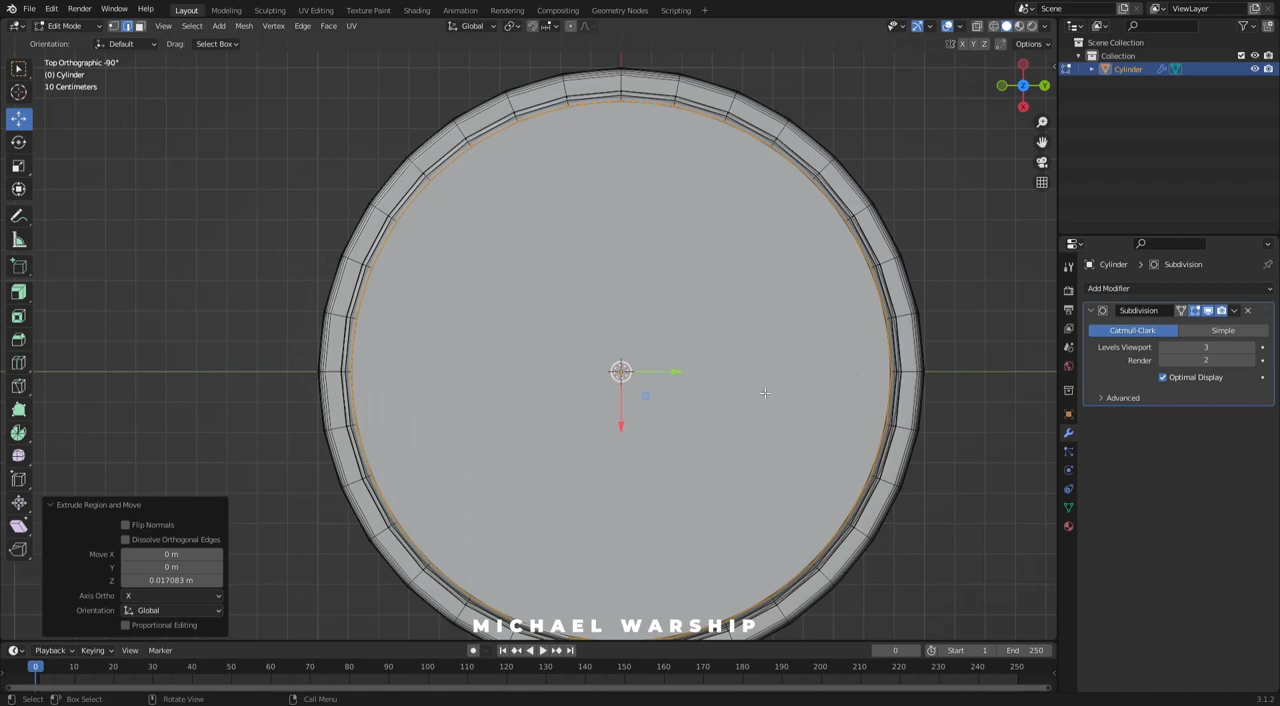 File Edit Render Window Help Layout Modeling Sculpting UV Editing Texture Paint Shading Animation Rendering Compositing Geometry Nodes Scripting + Scene ViewLayer
Edit Mode View Select Add Mesh Vertex Edge Face UV Global
Orientation: Default Drag: Select Box X Y Z Options
Top Orthographic -90°
(0) Cylinder
10 Centimeters
Z Y
X
Scene Collection
Collection
Cylinder
Cylinder Subdivision
Add Modifier
Subdivision
Catmull-Clark Simple
Levels Viewport 3
Render 2
Optimal Display
Advanced
Extrude Region and Move
Flip Normals
Dissolve Orthogonal Edges
Move X 0 m
Y 0 m
Z 0.017083 m
Axis Ortho X
Orientation Global
Proportional Editing
MICHAEL WARSHIP
Playback Keying View Marker 0 Start 1 End 250
0 10 20 30 40 50 60 70 80 90 100 110 120 130 140 150 160 170 180 190 200 210 220 230 240 250
Select Box Select Rotate View Call Menu 3.1.2